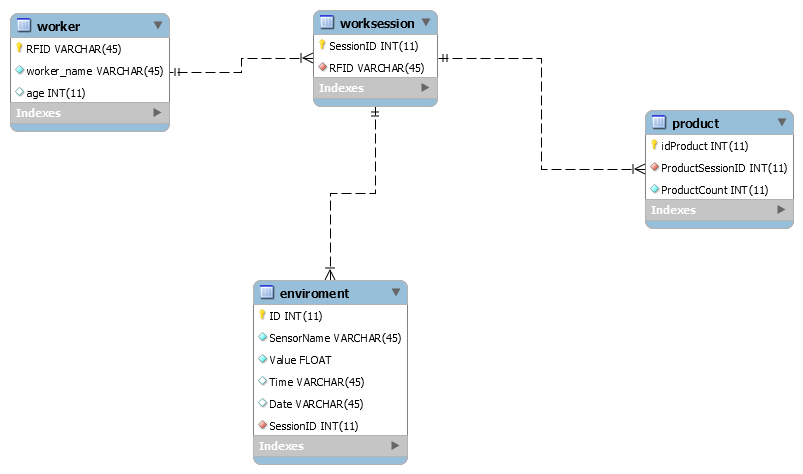 worker
RFID VARCHAR(45)
worker_name VARCHAR(45)
age INT(11)
Indexes
worksession
SessionID INT(11)
RFID VARCHAR(45)
Indexes
product
idProduct INT(11)
ProductSessionID INT(11)
ProductCount INT(11)
Indexes
enviroment
ID INT(11)
SensorName VARCHAR(45)
Value FLOAT
Time VARCHAR(45)
Date VARCHAR(45)
SessionID INT(11)
Indexes